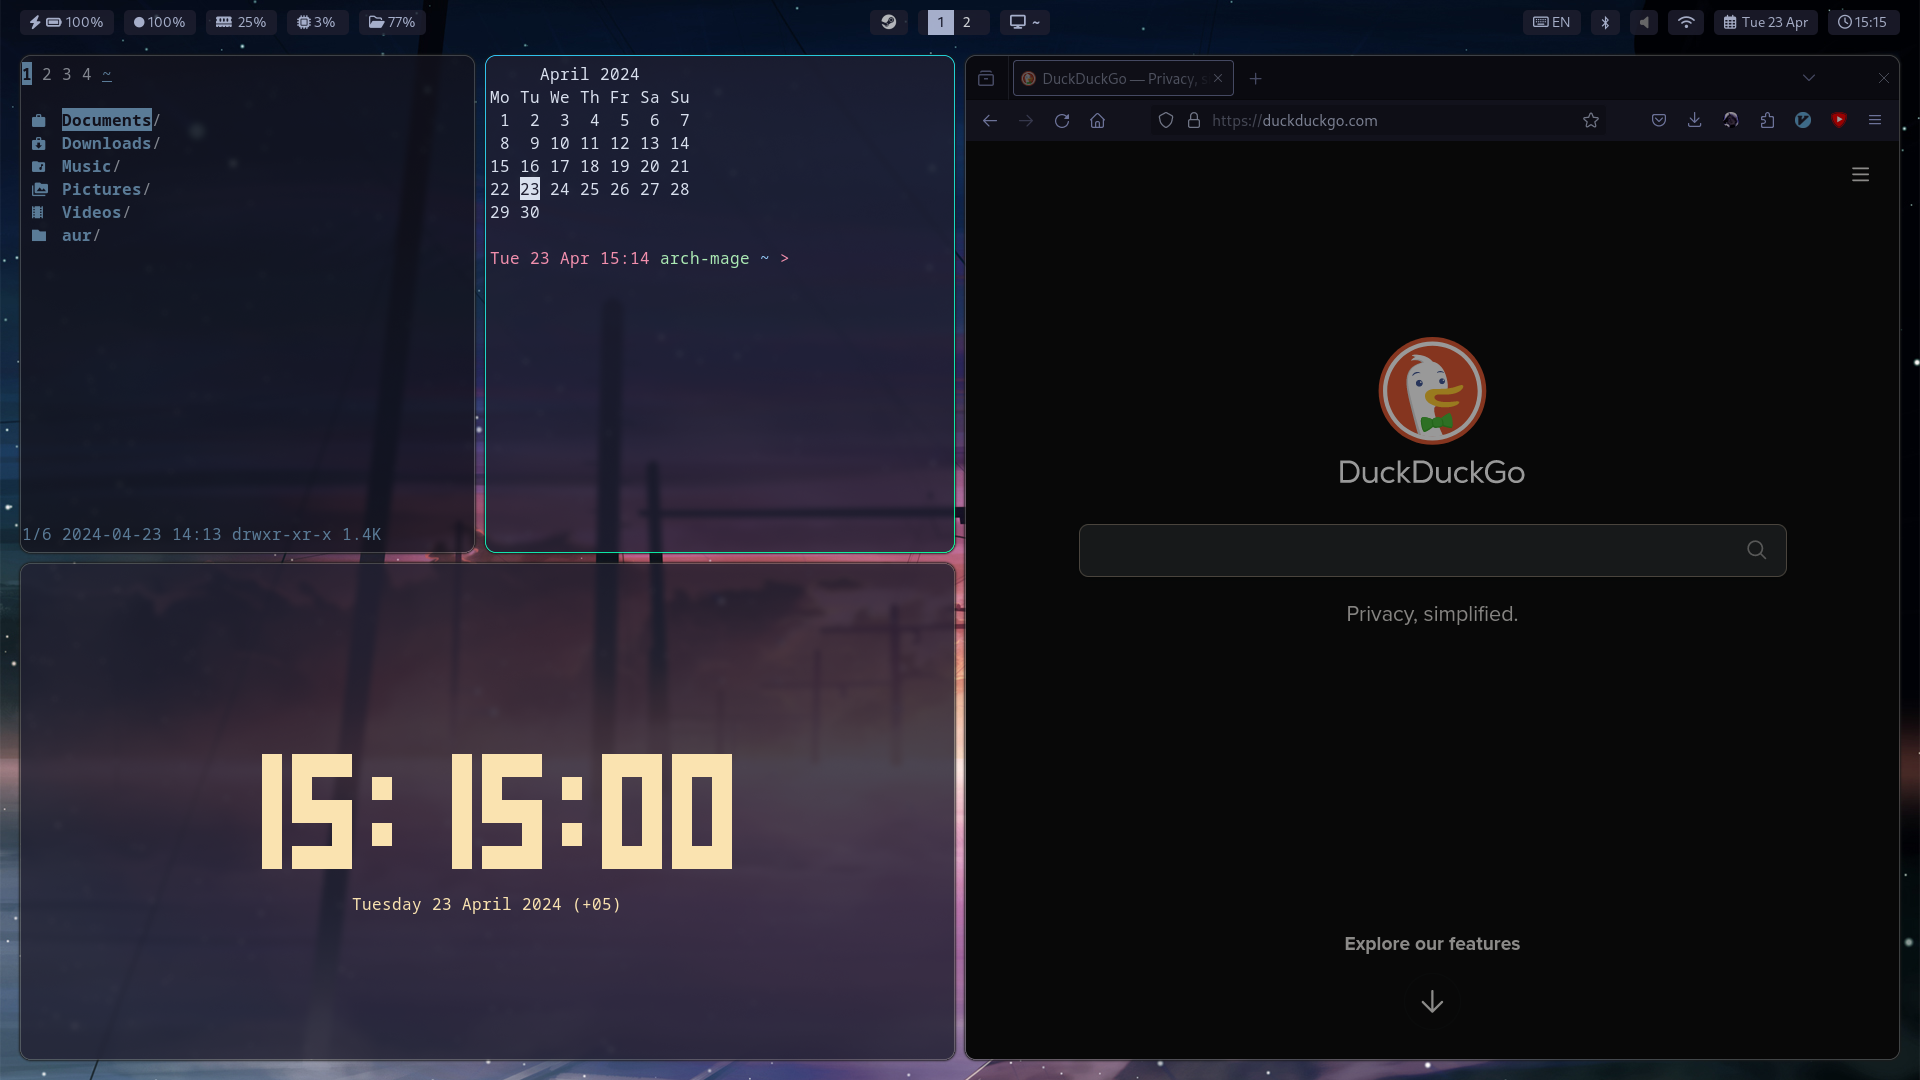 100% 100% 25% 3% 77%
1 2
~
EN Tue 23 Apr 15:15
1 2 3 4 ~
Documents/
Downloads/
Music/
Pictures/
Videos/
aur/
1/6 2024-04-23 14:13 drwxr-xr-x 1.4K
April 2024
Mo Tu We Th Fr Sa Su
1 2 3 4 5 6 7
8 9 10 11 12 13 14
15 16 17 18 19 20 21
22 23 24 25 26 27 28
29 30
Tue 23 Apr 15:14 arch-mage ~ >
15:15:00
Tuesday 23 April 2024 (+05)
DuckDuckGo — Privacy, s
https://duckduckgo.com
DuckDuckGo
Privacy, simplified.
Explore our features